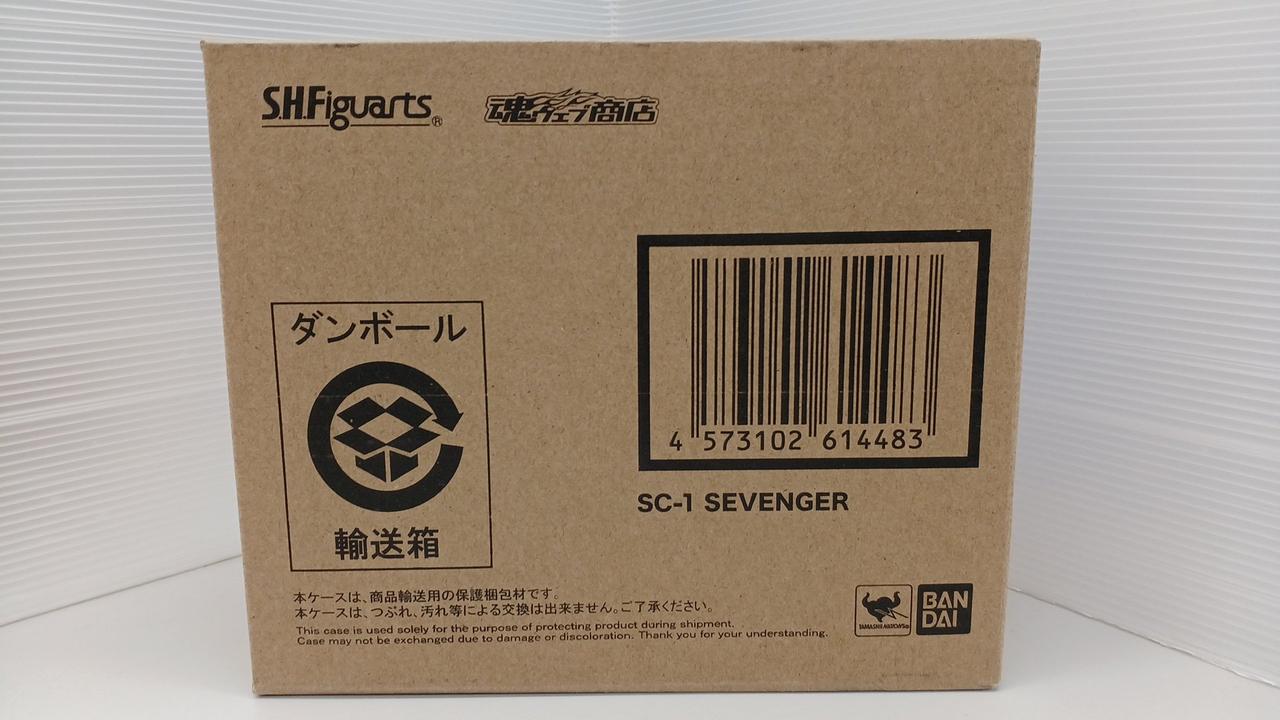 S.H.Figuarts®
魂ウェブ商店
ダンボール
輸送箱
4 573102 614483
SC-1 SEVENGER
本ケースは、商品輸送用の保護梱包材です。
本ケースは、つぶれ、汚れ等による交換は出来ません。ご了承ください。
This case is used solely for the purpose of protecting product during shipment.
Case may not be exchanged due to damage or discoloration. Thank you for your understanding.
TAMASHII NATIONS
BAN
DAI